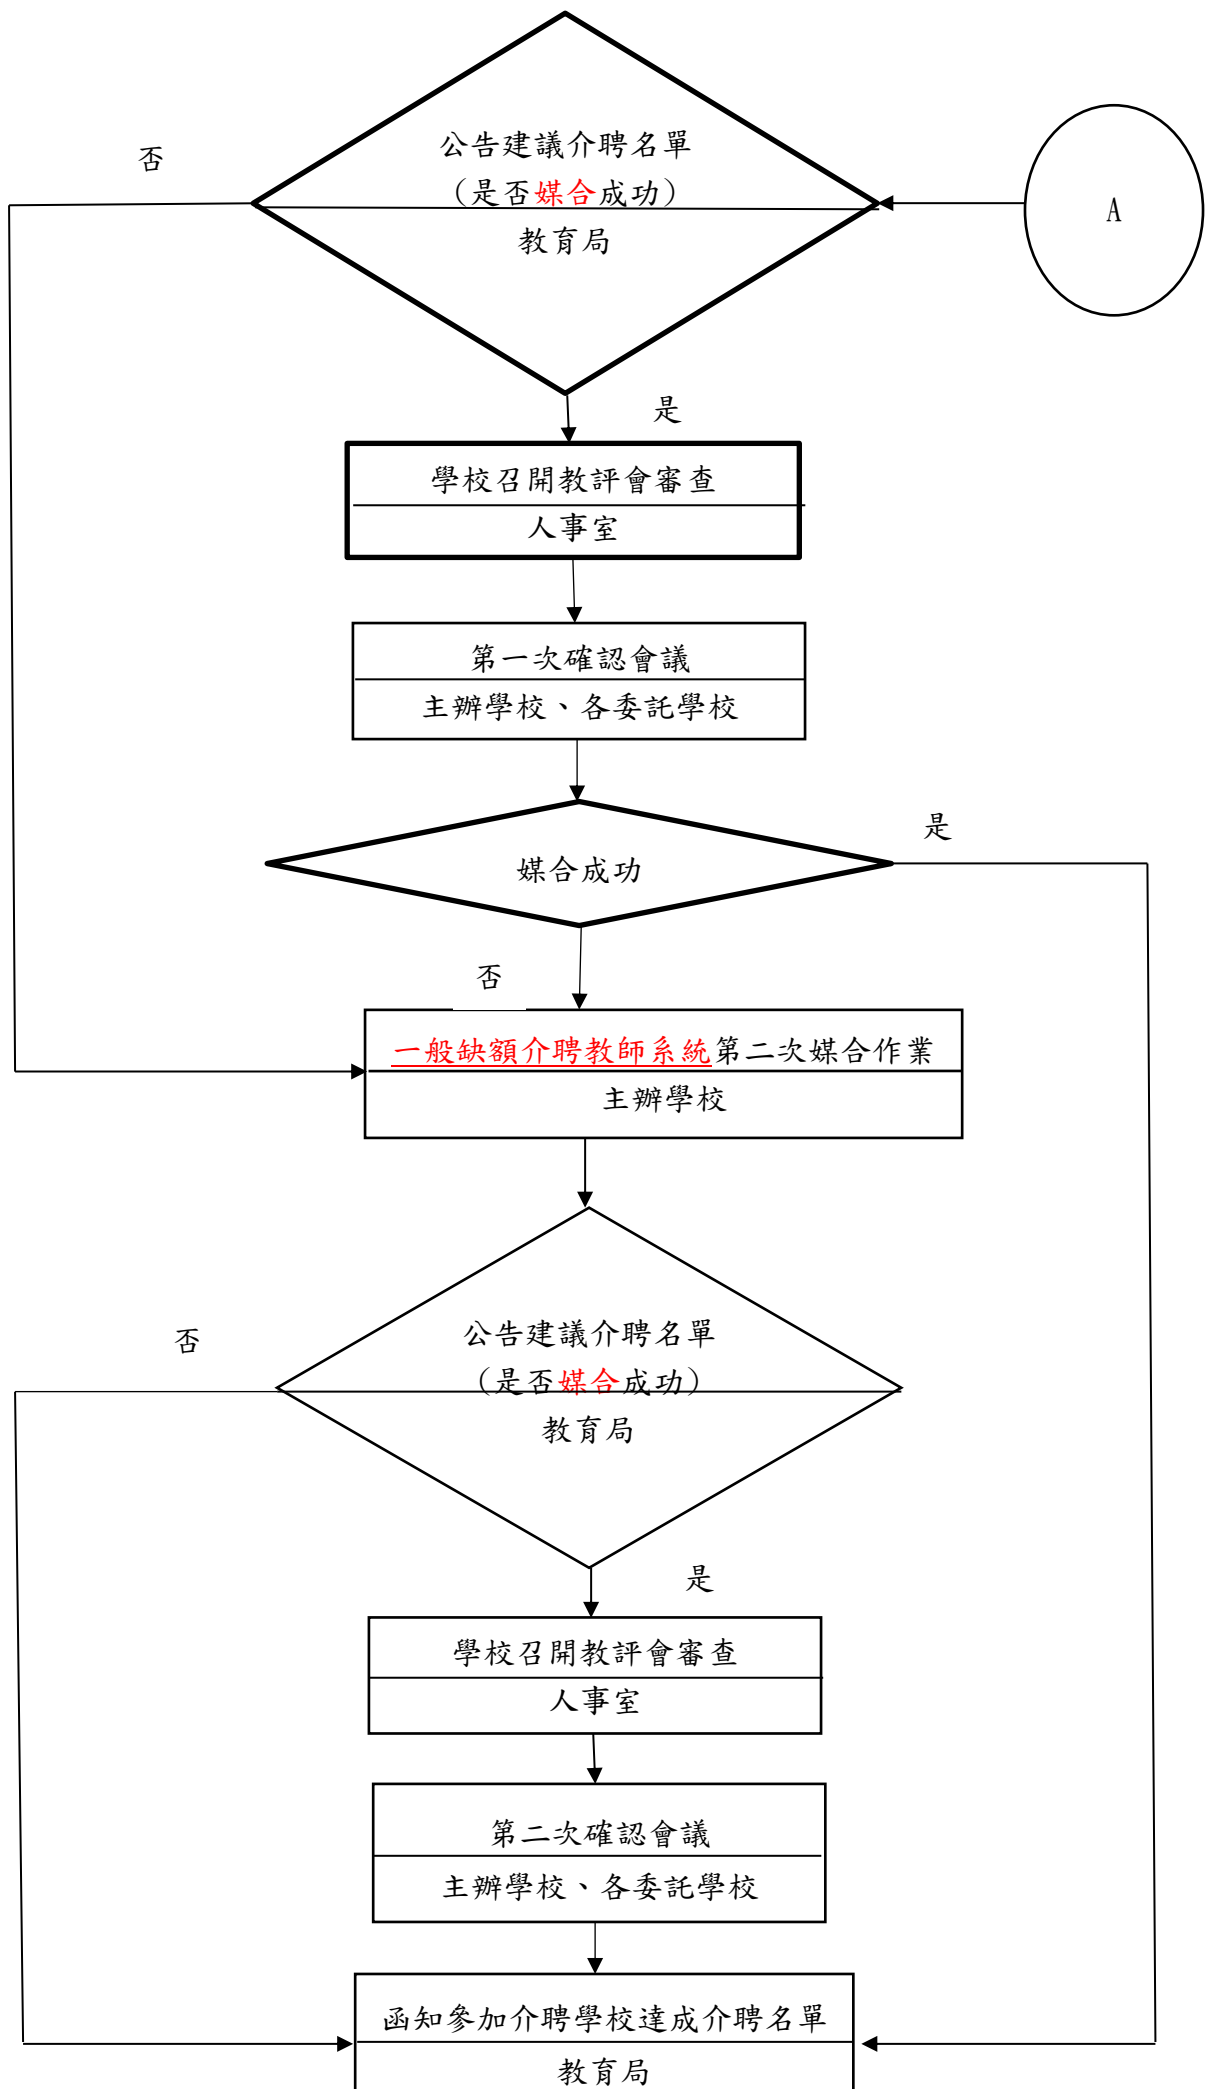 公告建議介聘名單
否
(是否媒合成功)
A
教育局
是
學校召開教評會審查
人事室
第一次確認會議
主辦學校、各委託學校
是
媒合成功
否
一般缺額介聘教師系統第二次媒合作業
主辦學校
公告建議介聘名單
否
(是否媒合成功)
教育局
是
學校召開教評會審查
人事室
第二次確認會議
主辦學校、各委託學校
函知參加介聘學校達成介聘名單
教育局